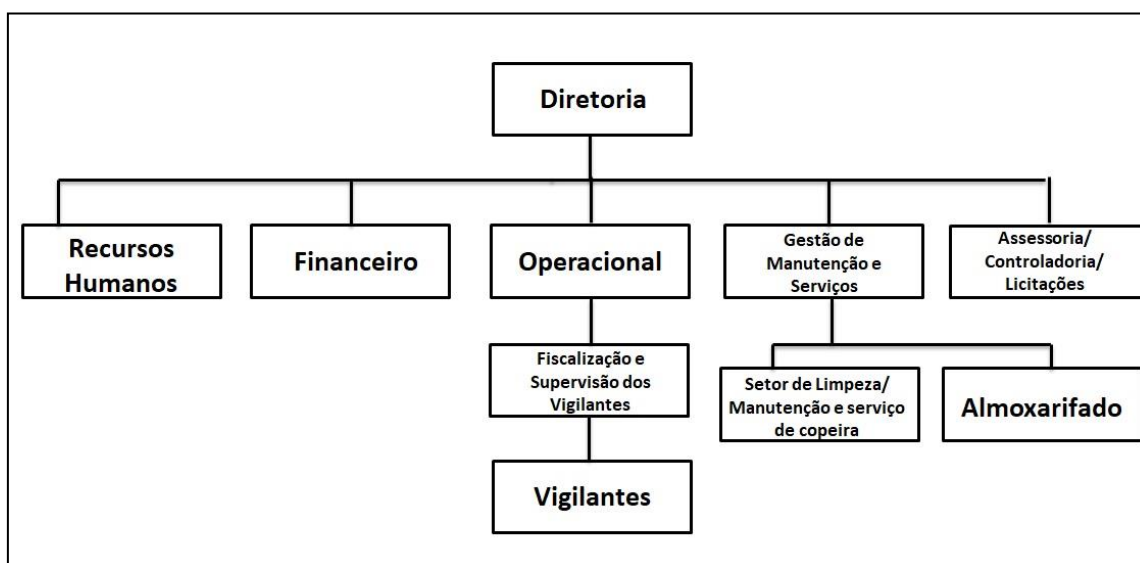 Diretoria
Recursos
Humanos
Financeiro
Operacional
Gestão de
Manutenção e
Serviços
Assessoria/
Controladoria/
Licitações
Fiscalização e
Supervisão dos
Vigilantes
Setor de Limpeza/
Manutenção e serviço
de copeira
Almoxarifado
Vigilantes